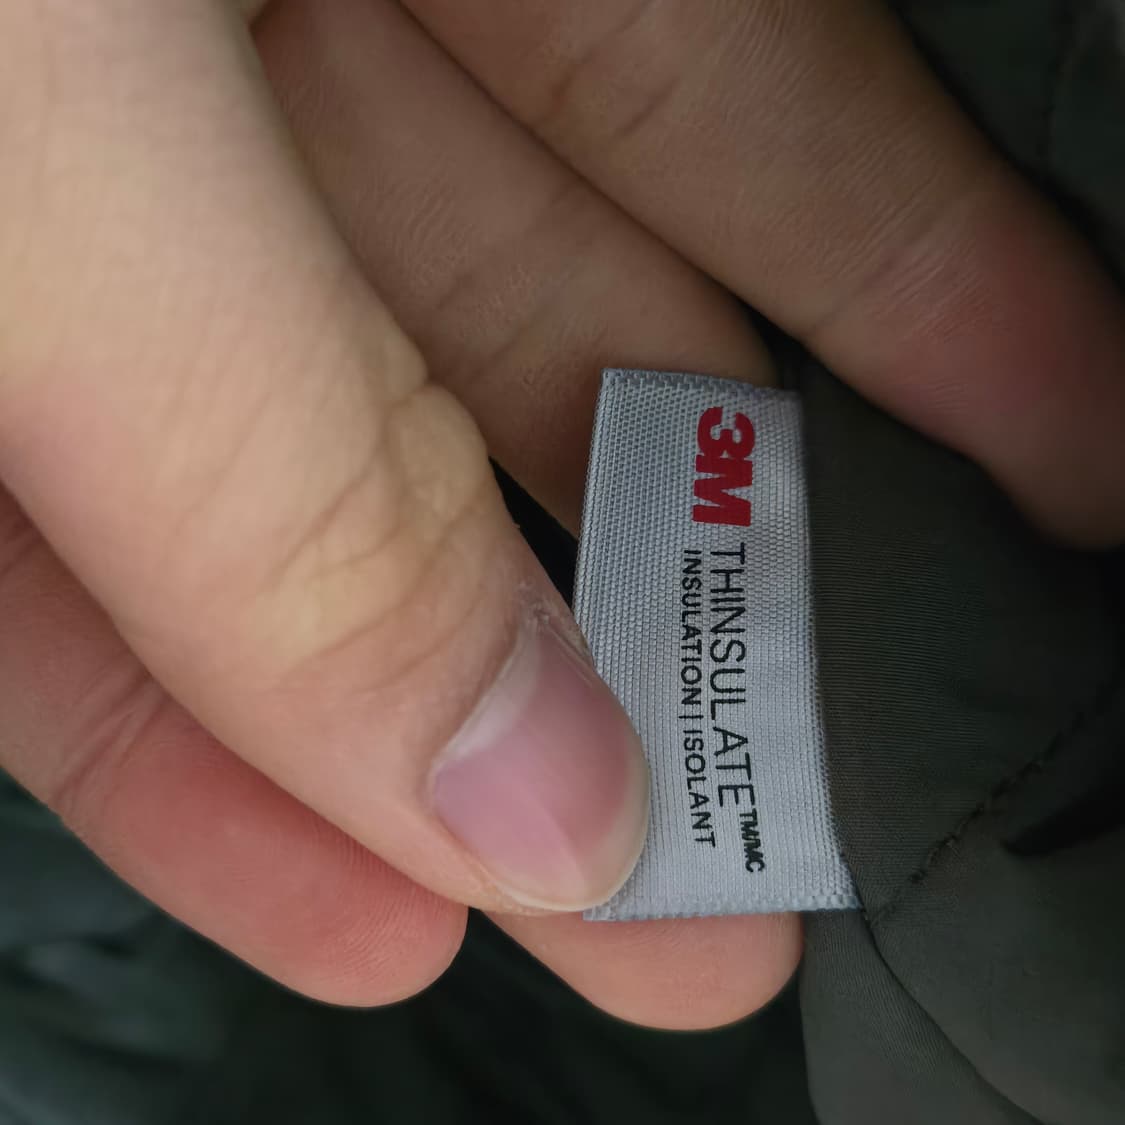 3M THINSULATE™/MC
INSULATION | ISOLANT